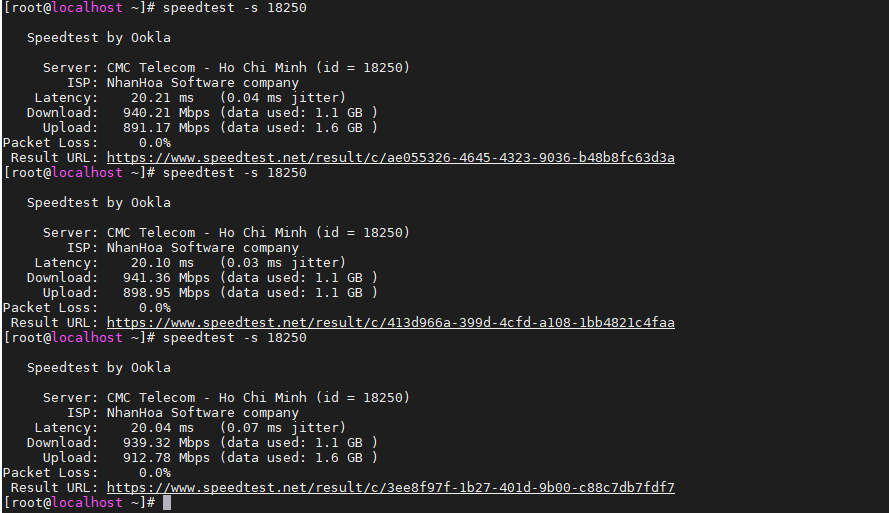 [root@localhost ~]# speedtest -s 18250
Speedtest by Ookla
Server: CMC Telecom - Ho Chi Minh (id = 18250)
ISP: NhanHoa Software company
Latency: 20.21 ms (0.04 ms jitter)
Download: 940.21 Mbps (data used: 1.1 GB )
Upload: 891.17 Mbps (data used: 1.6 GB )
Packet Loss: 0.0%
Result URL: https://www.speedtest.net/result/c/ae055326-4645-4323-9036-b48b8fc63d3a
[root@localhost ~]# speedtest -s 18250
Speedtest by Ookla
Server: CMC Telecom - Ho Chi Minh (id = 18250)
ISP: NhanHoa Software company
Latency: 20.10 ms (0.03 ms jitter)
Download: 941.36 Mbps (data used: 1.1 GB )
Upload: 898.95 Mbps (data used: 1.1 GB )
Packet Loss: 0.0%
Result URL: https://www.speedtest.net/result/c/413d966a-399d-4cfd-a108-1bb4821c4faa
[root@localhost ~]# speedtest -s 18250
Speedtest by Ookla
Server: CMC Telecom - Ho Chi Minh (id = 18250)
ISP: NhanHoa Software company
Latency: 20.04 ms (0.07 ms jitter)
Download: 939.32 Mbps (data used: 1.1 GB )
Upload: 912.78 Mbps (data used: 1.6 GB )
Packet Loss: 0.0%
Result URL: https://www.speedtest.net/result/c/3ee8f97f-1b27-401d-9b00-c88c7db7fdf7
[root@localhost ~]#